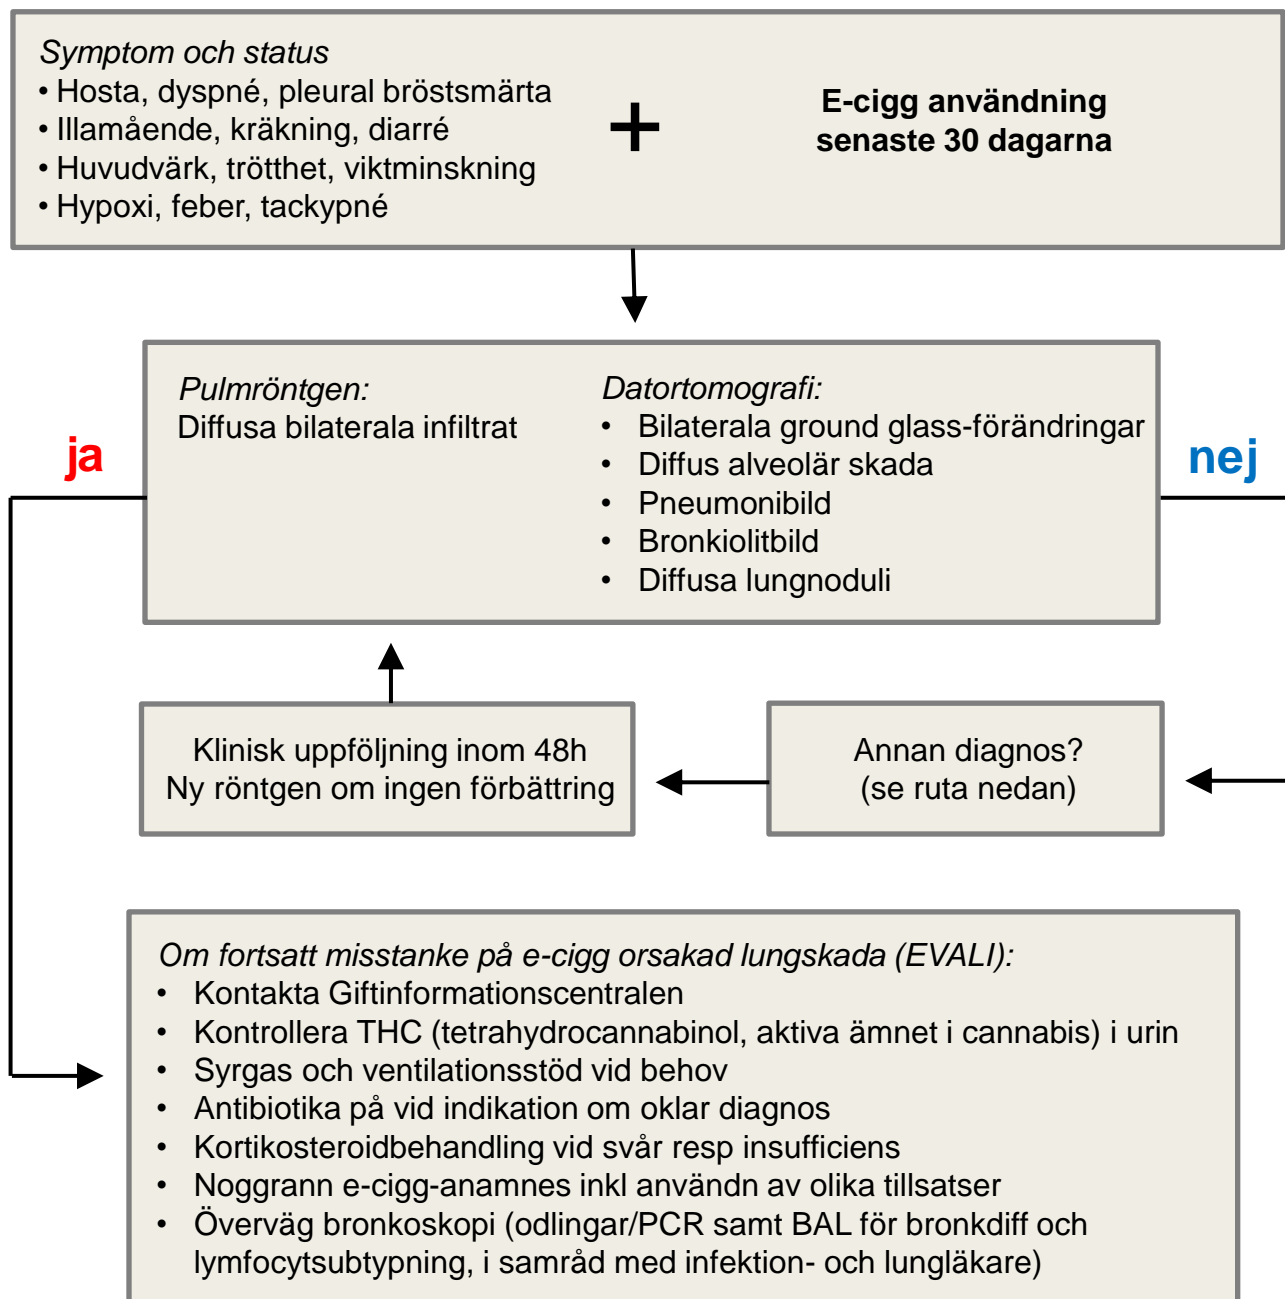 Symptom och status
• Hosta, dyspné, pleural bröstsmärta
• Illamående, kräkning, diarré
• Huvudvärk, trötthet, viktminskning
• Hypoxi, feber, tackypné
+
E-cigg användning
senaste 30 dagarna
Pulmröntgen:
Diffusa bilaterala infiltrat
Datortomografi:
• Bilaterala ground glass-förändringar
• Diffus alveolär skada
• Pneumonibild
• Bronkiolitbild
• Diffusa lungnoduli
ja
nej
Klinisk uppföljning inom 48h
Ny röntgen om ingen förbättring
Annan diagnos?
(se ruta nedan)
Om fortsatt misstanke på e-cigg orsakad lungskada (EVALI):
• Kontakta Giftinformationscentralen
• Kontrollera THC (tetrahydrocannabinol, aktiva ämnet i cannabis) i urin
• Syrgas och ventilationsstöd vid behov
• Antibiotika på vid indikation om oklar diagnos
• Kortikosteroidbehandling vid svår resp insufficiens
• Noggrann e-cigg-anamnes inkl användn av olika tillsatser
• Överväg bronkoskopi (odlingar/PCR samt BAL för bronkdiff och
lymfocytsubtypning, i samråd med infektion- och lungläkare)